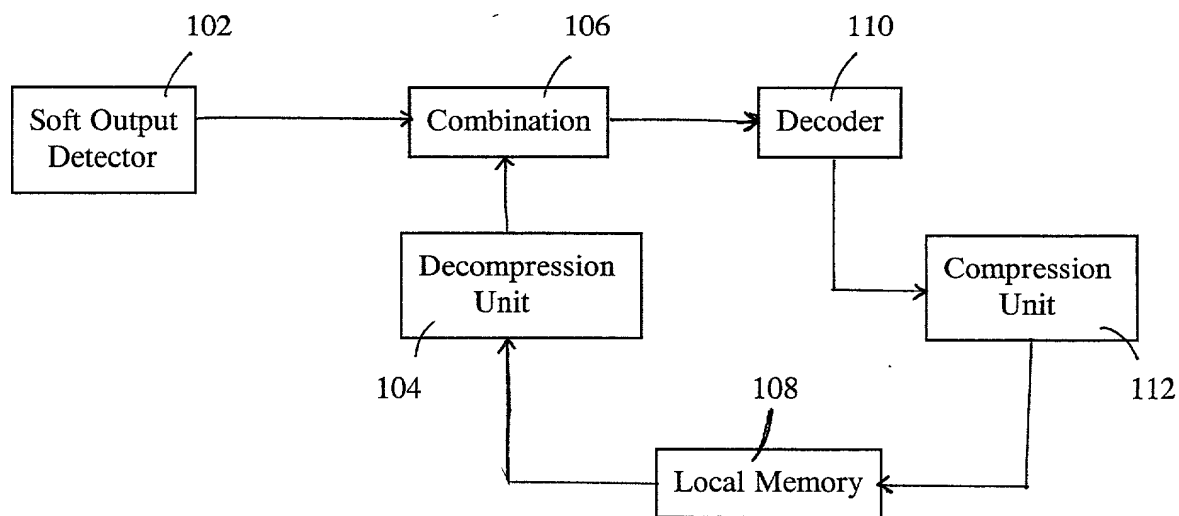 102
106
110
Soft Output
Detector
Combination
Decoder
Decompression
Unit
Compression
Unit
104
108
112
Local Memory